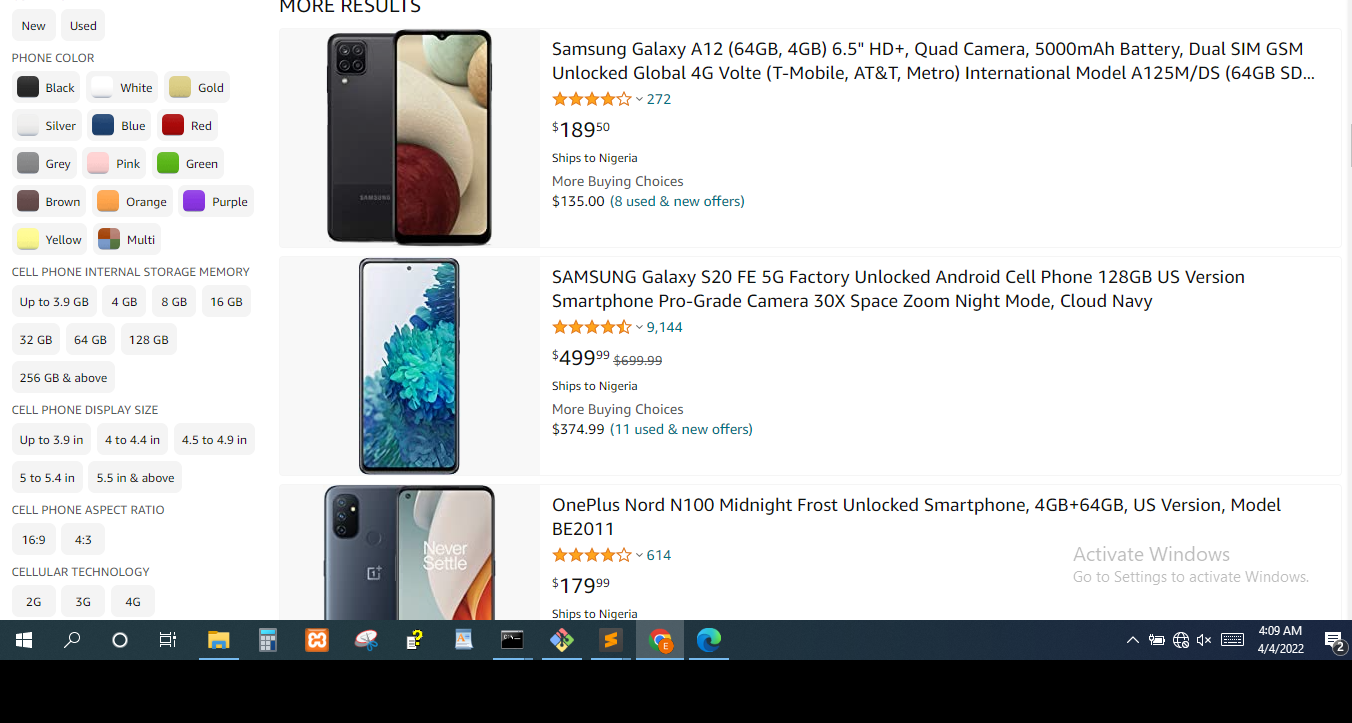 MORE RESULTS
New Used
PHONE COLOR
Black White Gold
Silver Blue Red
Grey Pink Green
Brown Orange Purple
Yellow Multi
CELL PHONE INTERNAL STORAGE MEMORY
Up to 3.9 GB 4 GB 8 GB 16 GB
32 GB 64 GB 128 GB
256 GB & above
CELL PHONE DISPLAY SIZE
Up to 3.9 in 4 to 4.4 in 4.5 to 4.9 in
5 to 5.4 in 5.5 in & above
CELL PHONE ASPECT RATIO
16:9 4:3
CELLULAR TECHNOLOGY
2G 3G 4G
SAMSUNG
Samsung Galaxy A12 (64GB, 4GB) 6.5" HD+, Quad Camera, 5000mAh Battery, Dual SIM GSM
Unlocked Global 4G Volte (T-Mobile, AT&T, Metro) International Model A125M/DS (64GB SD...
272
$18950
Ships to Nigeria
More Buying Choices
$135.00 (8 used & new offers)
SAMSUNG Galaxy S20 FE 5G Factory Unlocked Android Cell Phone 128GB US Version
Smartphone Pro-Grade Camera 30X Space Zoom Night Mode, Cloud Navy
9,144
$49999 $699.99
Ships to Nigeria
More Buying Choices
$374.99 (11 used & new offers)
Never
Settle
OnePlus Nord N100 Midnight Frost Unlocked Smartphone, 4GB+64GB, US Version, Model
BE2011
614
$17999
Ships to Nigeria
Activate Windows
Go to Settings to activate Windows.
E
4:09 AM
4/4/2022
2